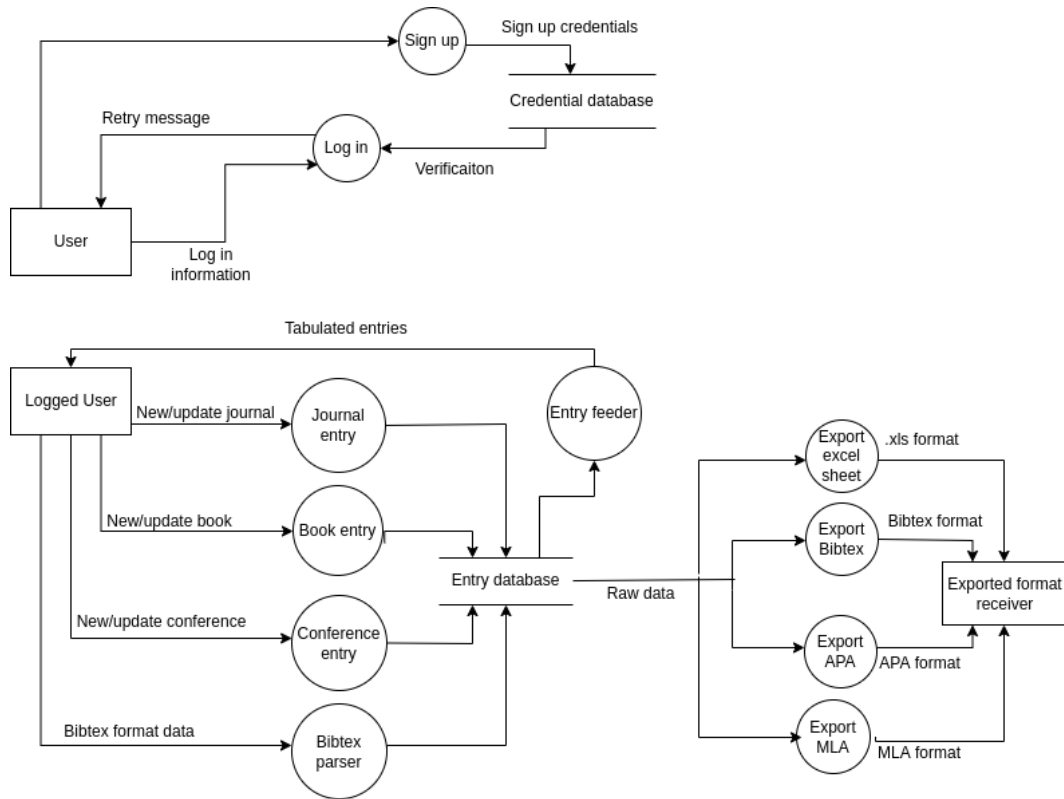 Sign up
Sign up credentials
Credential database
Retry message
Log in
Verificaiton
User
Log in
information
Tabulated entries
Logged User
New/update journal
Journal
entry
Entry feeder
New/update book
Book entry
Entry database
New/update conference
Conference
entry
Bibtex format data
Bibtex
parser
Raw data
Export
excel
sheet
.xls format
Export
Bibtex
Bibtex format
Exported format
receiver
Export
APA
APA format
Export
MLA
MLA format